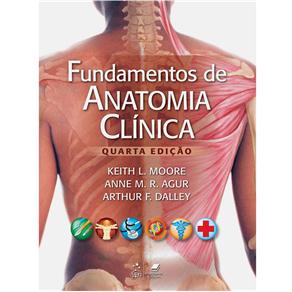 Fundamentos de
ANATOMIA
CLÍNICA
QUARTA EDIÇÃO
KEITH L. MOORE
ANNE M. R. AGUR
ARTHUR F. DALLEY